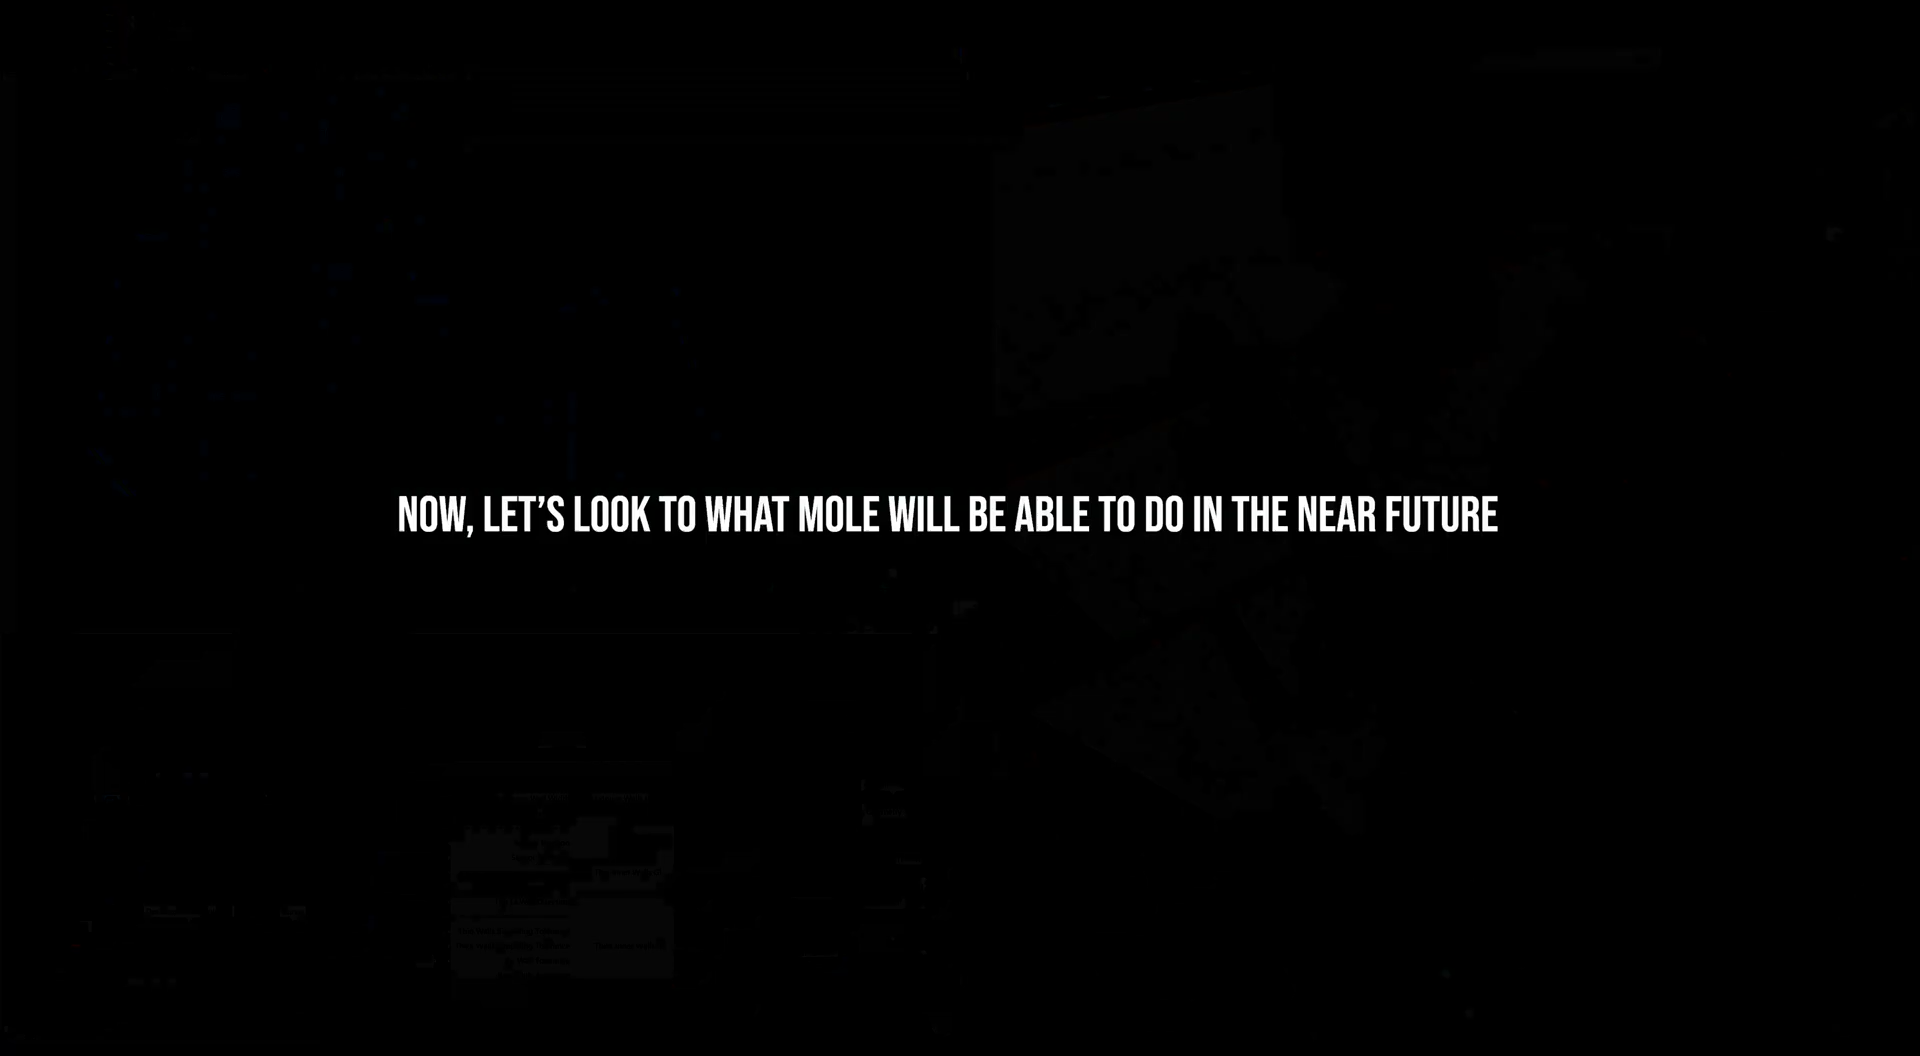 NOW, LET’S LOOK TO WHAT MOLE WILL BE ABLE TO DO IN THE NEAR FUTURE